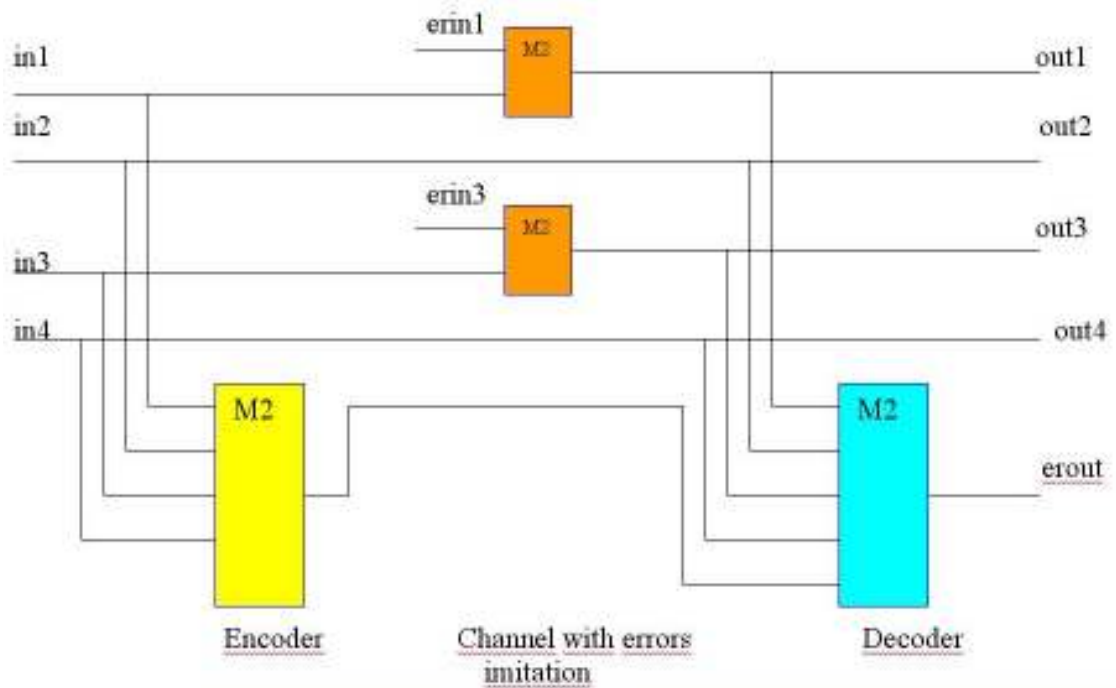 erin1
M2
in1
out1
in2
out2
erin3
M2
out3
in3
in4
out4
M2
M2
erout
Encoder
Channel with errors
imitation
Decoder